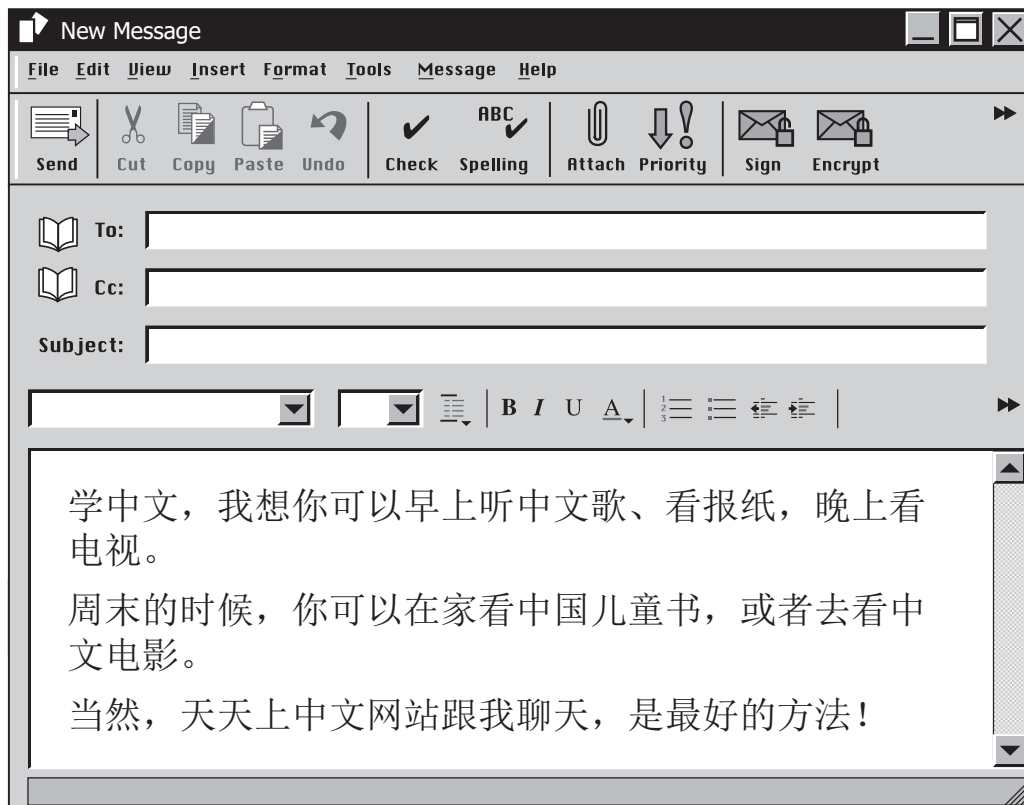 New Message
File Edit View Insert Format Tools Message Help
ABC
Send Cut Copy Paste Undo Check Spelling Attach Priority Sign Encrypt
To:
Cc:
Subject:
B I U A 1 2 3
学中文，我想你可以早上听中文歌、看报纸，晚上看
电视。
周末的时候，你可以在家看中国儿童书，或者去看中
文电影。
当然，天天上中文网站跟我聊天，是最好的方法！